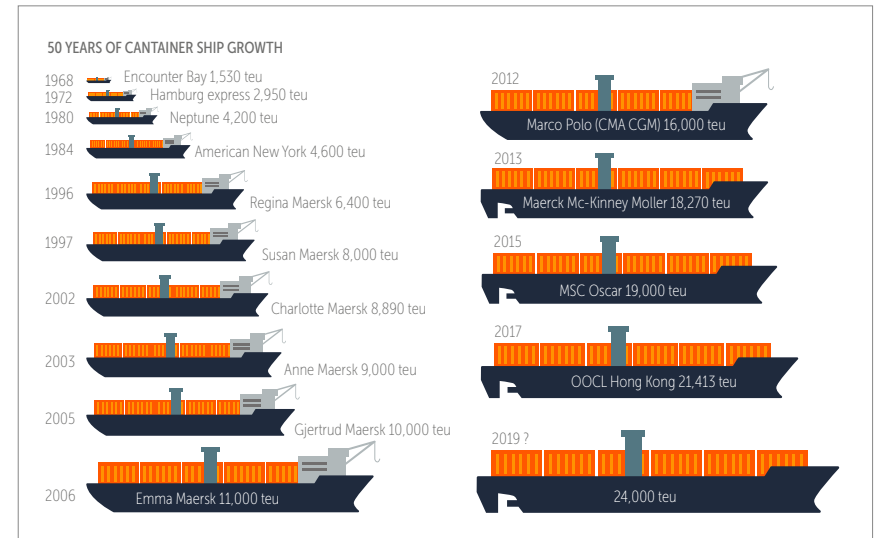 50 YEARS OF CANTAINER SHIP GROWTH
1968 Encounter Bay 1,530 teu
1972 Hamburg express 2,950 teu
1980 Neptune 4,200 teu
1984 American New York 4,600 teu
1996 Regina Maersk 6,400 teu
1997 Susan Maersk 8,000 teu
2002 Charlotte Maersk 8,890 teu
2003 Anne Maersk 9,000 teu
2005 Gjertrud Maersk 10,000 teu
2006 Emma Maersk 11,000 teu
2012
Marco Polo (CMA CGM) 16,000 teu
2013
Maerck Mc-Kinney Moller 18,270 teu
2015
MSC Oscar 19,000 teu
2017
OOCL Hong Kong 21,413 teu
2019 ?
24,000 teu